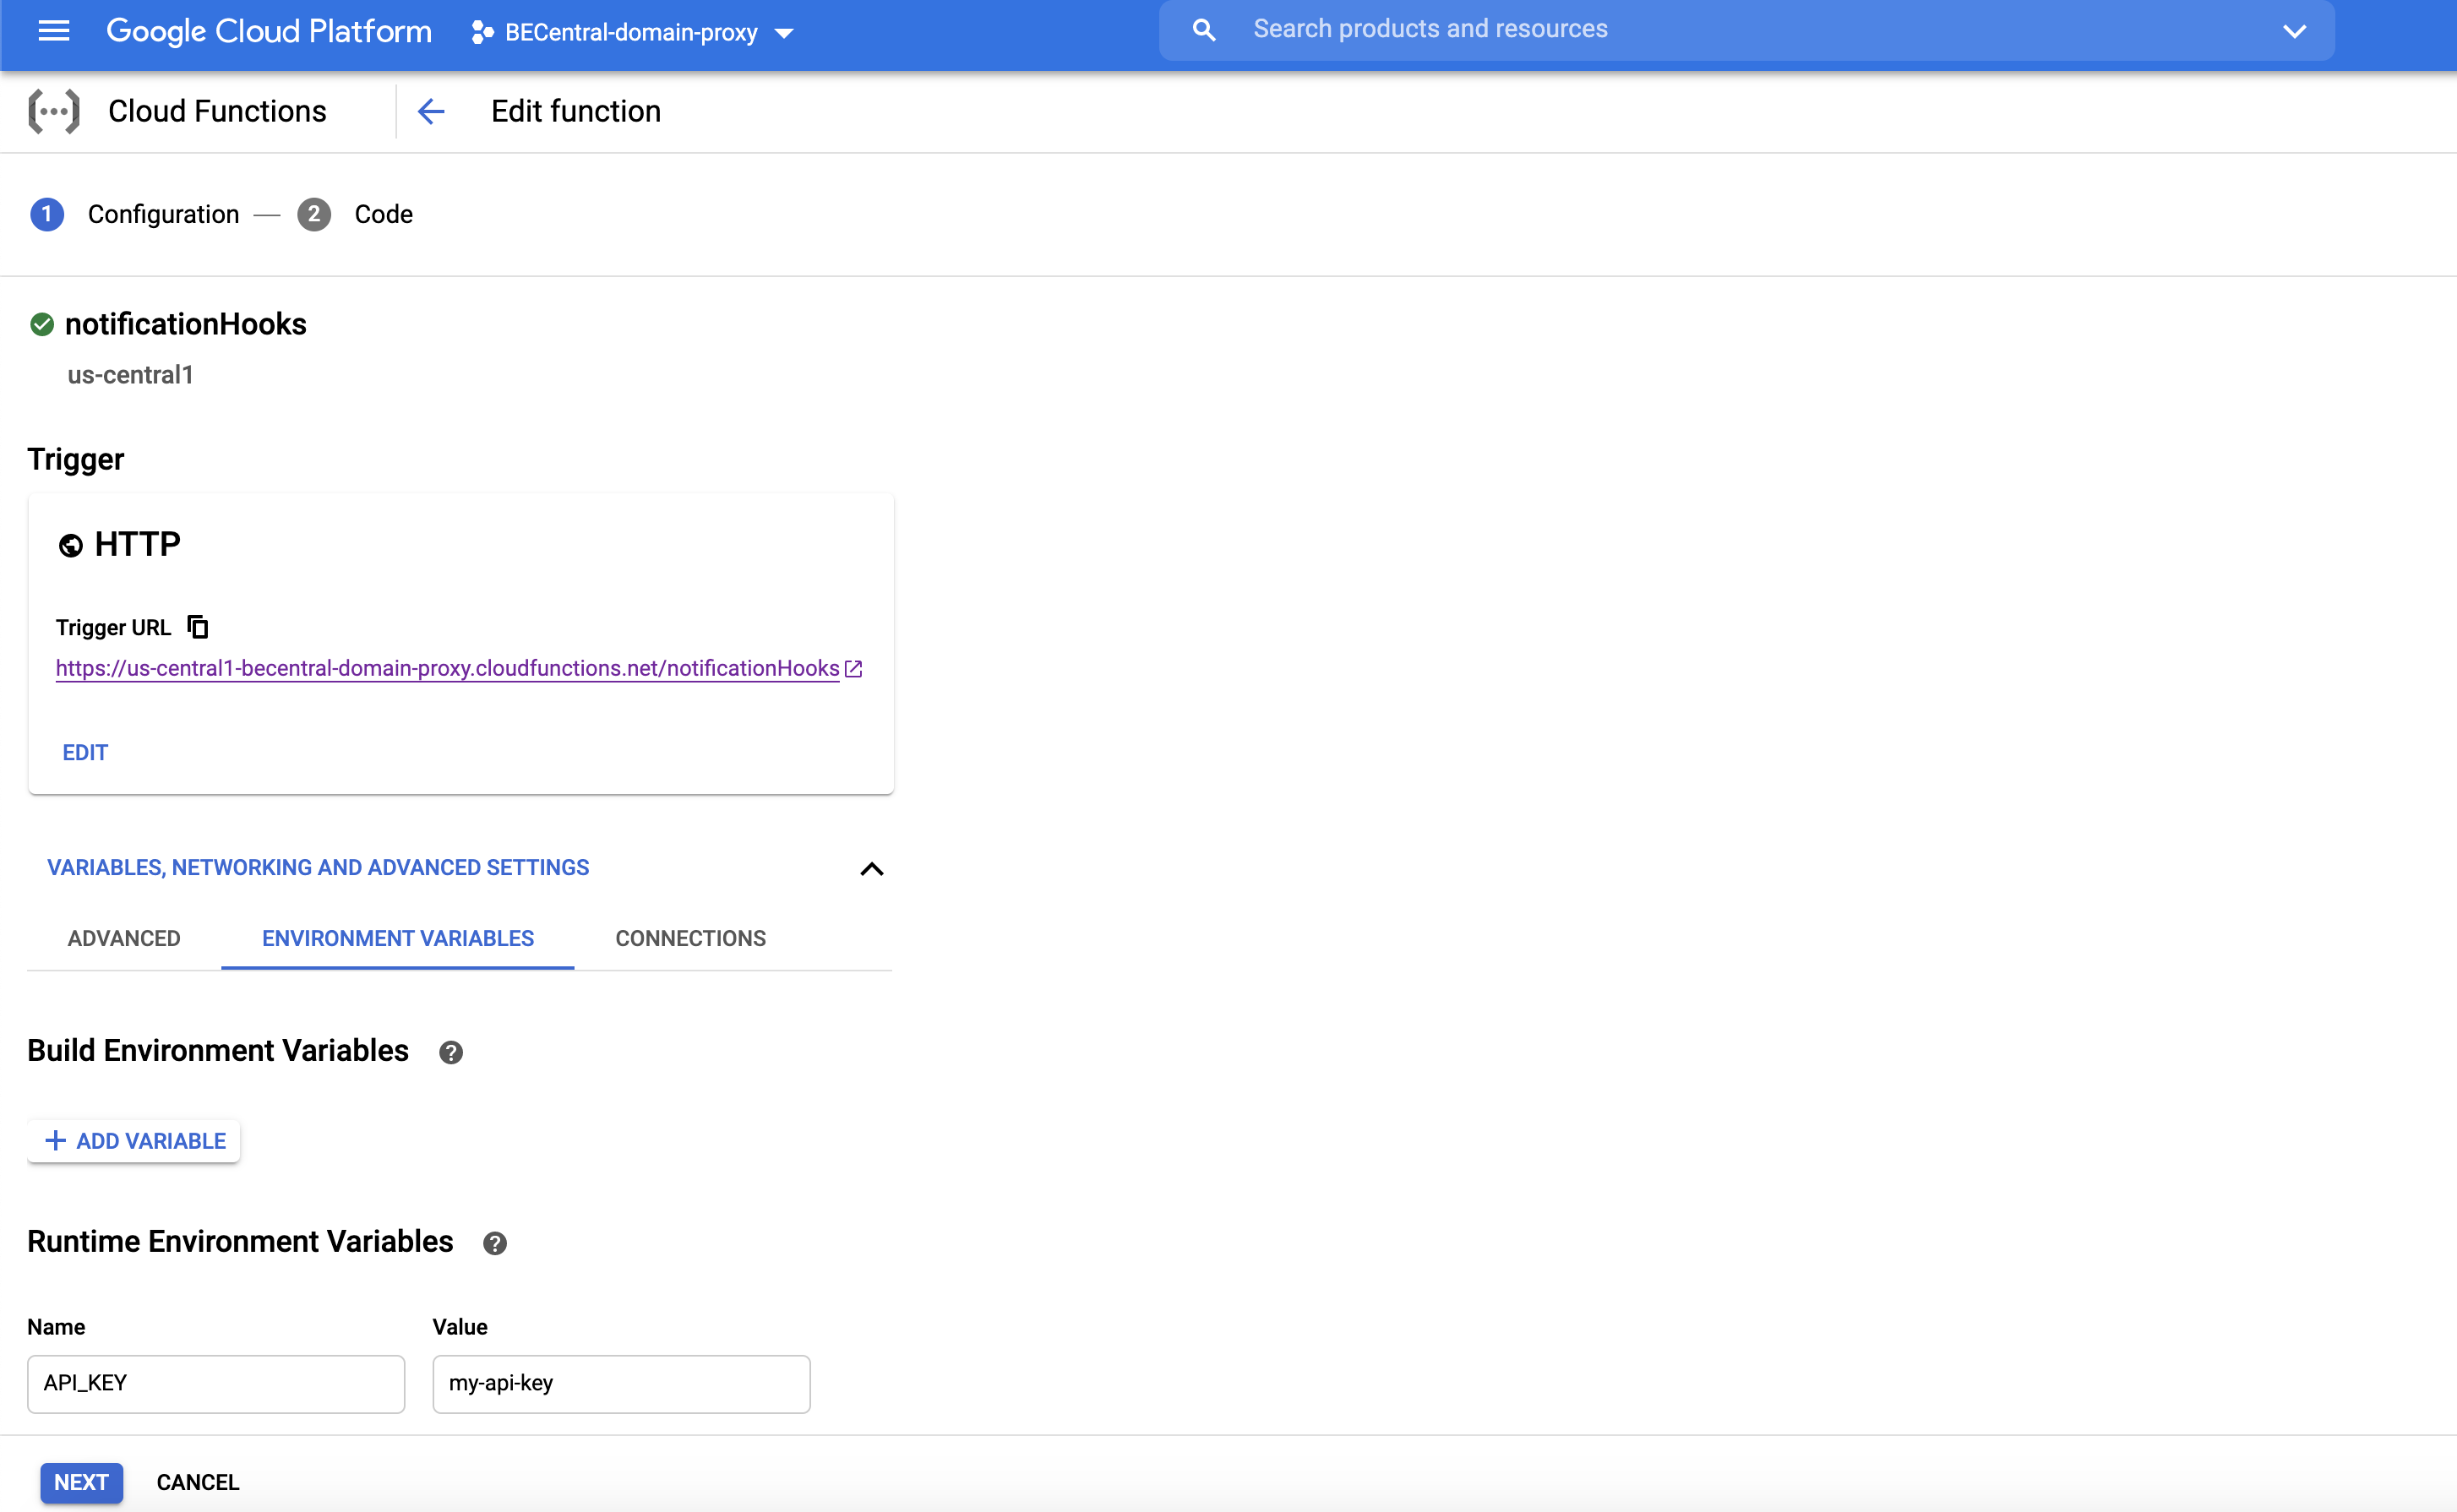 Google Cloud Platform BECentral-domain-proxy Search products and resources
Cloud Functions Edit function
1 Configuration — 2 Code
notificationHooks
us-central1
Trigger
HTTP
Trigger URL
https://us-central1-becentral-domain-proxy.cloudfunctions.net/notificationHooks
EDIT
VARIABLES, NETWORKING AND ADVANCED SETTINGS
ADVANCED ENVIRONMENT VARIABLES CONNECTIONS
Build Environment Variables ?
+ ADD VARIABLE
Runtime Environment Variables ?
Name Value
API_KEY my-api-key
NEXT CANCEL